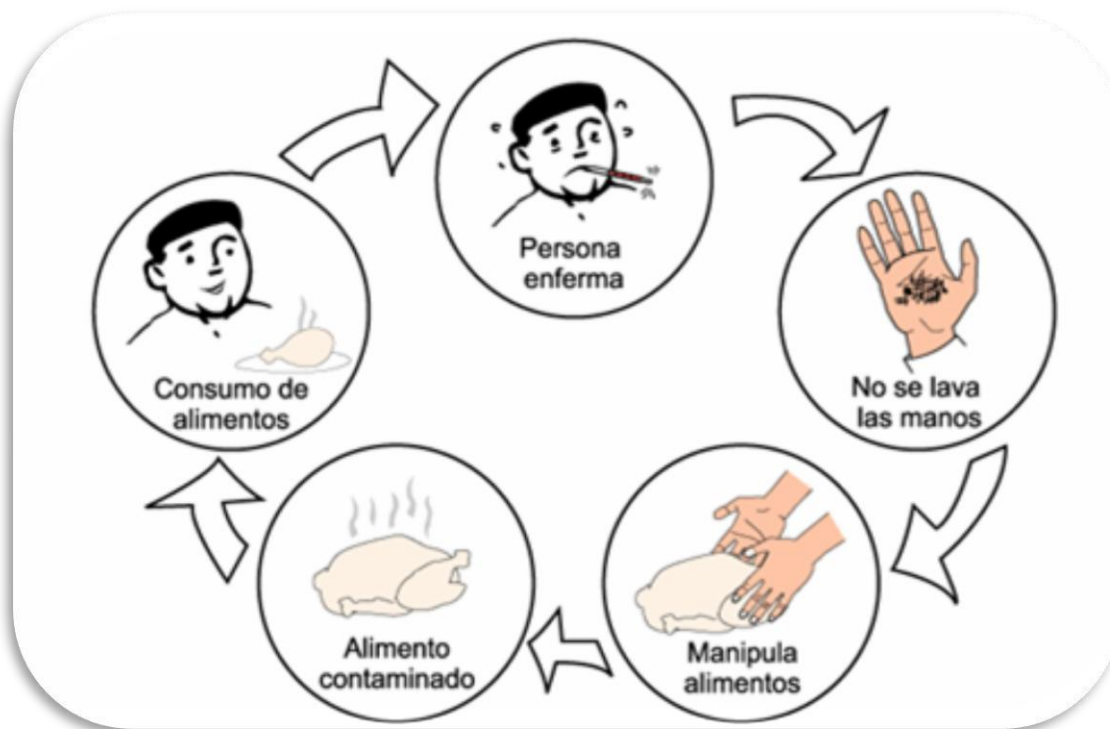 Persona
enferma
No se lava
las manos
Manipula
alimentos
Alimento
contaminado
Consumo de
alimentos